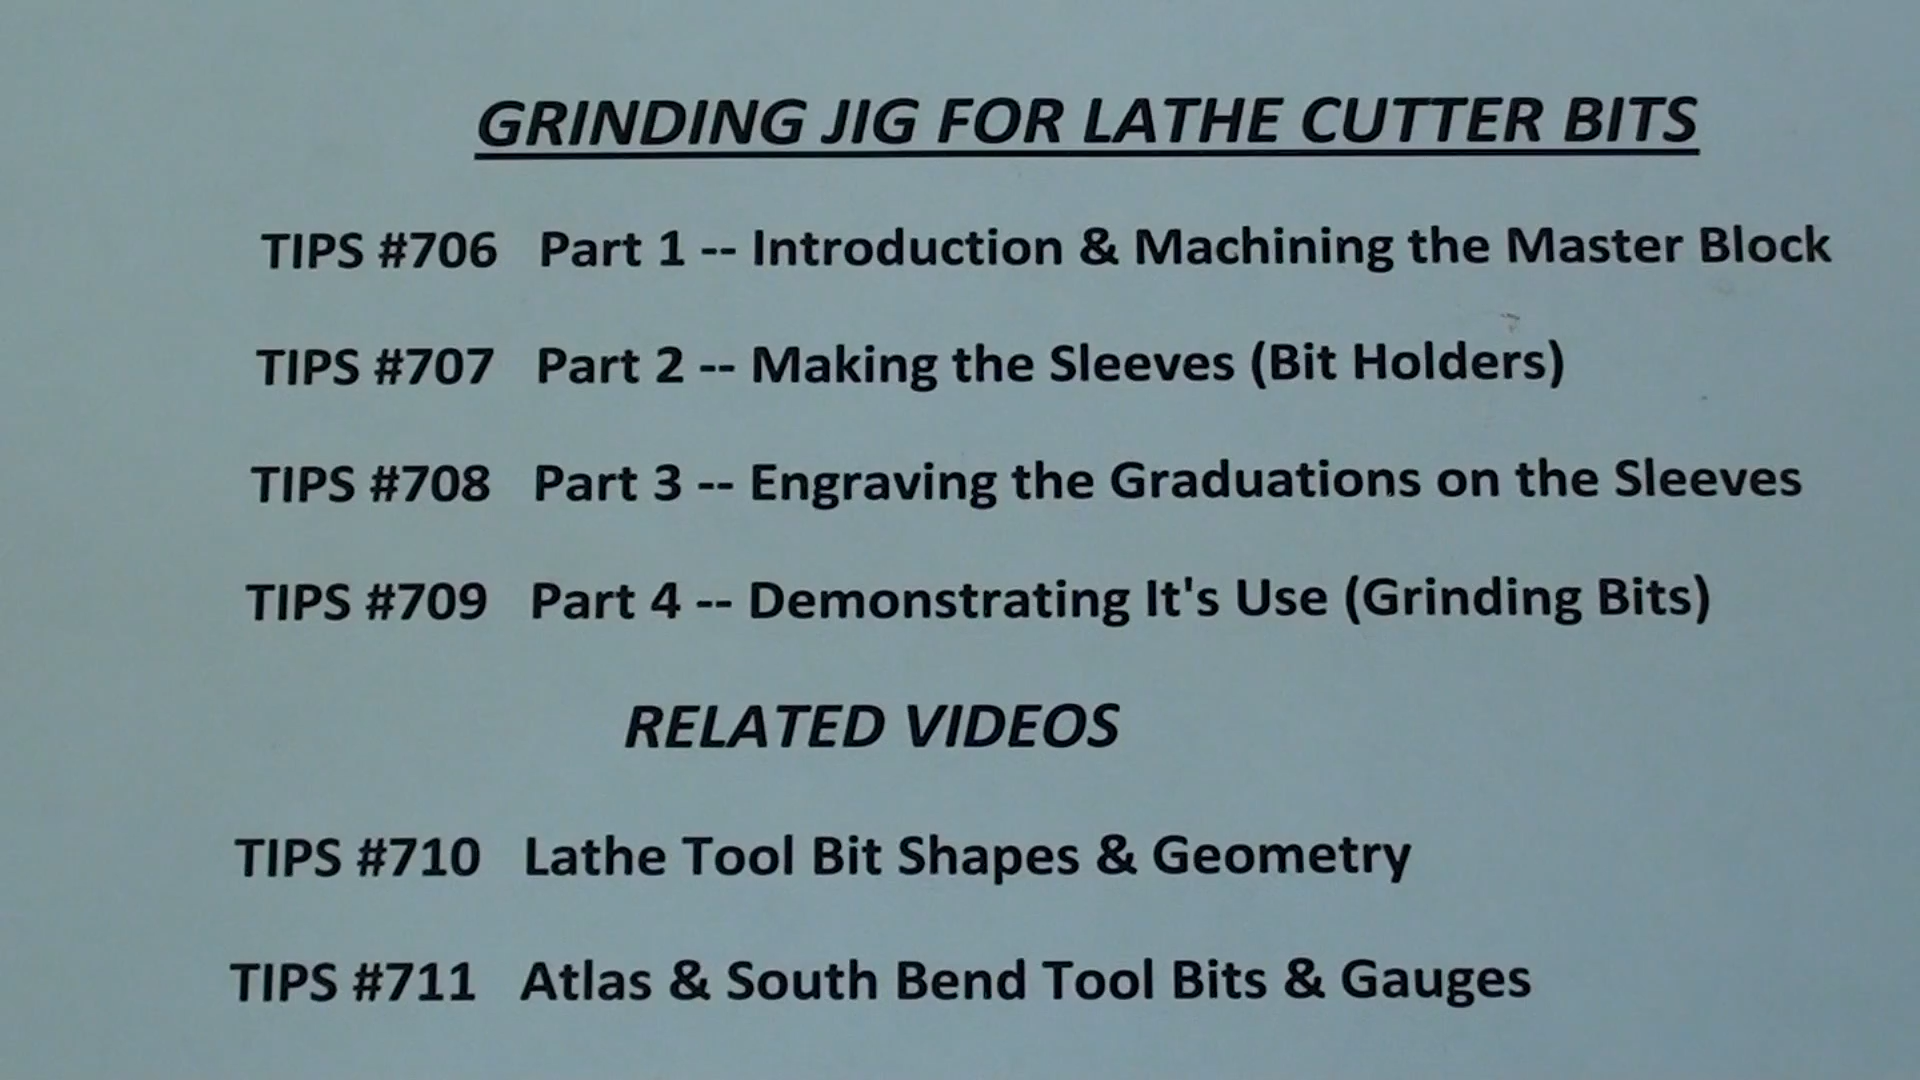 GRINDING JIG FOR LATHE CUTTER BITS
TIPS #706 Part 1 -- Introduction & Machining the Master Block
TIPS #707 Part 2 -- Making the Sleeves (Bit Holders)
TIPS #708 Part 3 -- Engraving the Graduations on the Sleeves
TIPS #709 Part 4 -- Demonstrating It's Use (Grinding Bits)
RELATED VIDEOS
TIPS #710 Lathe Tool Bit Shapes & Geometry
TIPS #711 Atlas & South Bend Tool Bits & Gauges